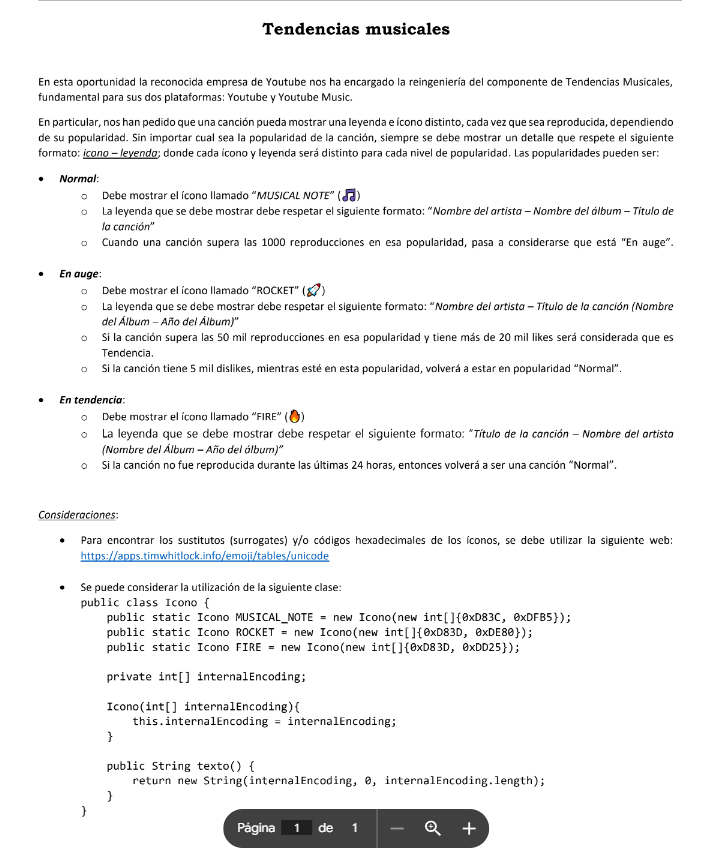 Tendencias musicales
En esta oportunidad la reconocida empresa de Youtube nos ha encargado la reingeniería del componente de Tendencias Musicales,
fundamental para sus dos plataformas: Youtube y Youtube Music.
En particular, nos han pedido que una canción pueda mostrar una leyenda e ícono distinto, cada vez que sea reproducida, dependiendo
de su popularidad. Sin importar cual sea la popularidad de la canción, siempre se debe mostrar un detalle que respete el siguiente
formato: icono – leyenda; donde cada ícono y leyenda será distinto para cada nivel de popularidad. Las popularidades pueden ser:
• Normal:
o Debe mostrar el ícono llamado "MUSICAL NOTE" (🎵)
o La leyenda que se debe mostrar debe respetar el siguiente formato: "Nombre del artista – Nombre del álbum – Titulo de
la canción"
o Cuando una canción supera las 1000 reproducciones en esa popularidad, pasa a considerarse que está "En auge".
• En auge:
o Debe mostrar el ícono llamado "ROCKET" (🚀)
o La leyenda que se debe mostrar debe respetar el siguiente formato: "Nombre del artista – Título de la canción (Nombre
del Álbum – Año del Álbum)"
o Si la canción supera las 50 mil reproducciones en esa popularidad y tiene más de 20 mil likes será considerada que es
Tendencia.
o Si la canción tiene 5 mil dislikes, mientras esté en esta popularidad, volverá a estar en popularidad "Normal".
• En tendencia:
o Debe mostrar el ícono llamado "FIRE" (🔥)
o La leyenda que se debe mostrar debe respetar el siguiente formato: "Título de la canción – Nombre del artista
(Nombre del Álbum – Año del álbum)"
o Si la canción no fue reproducida durante las últimas 24 horas, entonces volverá a ser una canción "Normal".
Consideraciones:
• Para encontrar los sustitutos (surrogates) y/o códigos hexadecimales de los íconos, se debe utilizar la siguiente web:
https://apps.timwhitlock.info/emoji/tables/unicode
• Se puede considerar la utilización de la siguiente clase:
public class Icono {
public static Icono MUSICAL_NOTE = new Icono(new int[]{0xD83C, 0xDFB5});
public static Icono ROCKET = new Icono(new int[]{0xD83D, 0xDE80});
public static Icono FIRE = new Icono(new int[]{0xD83D, 0xDD25});
private int[] internalEncoding;
Icono(int[] internalEncoding){
this.internalEncoding = internalEncoding;
}
public String texto() {
return new String(internalEncoding, 0, internalEncoding.length);
}
}
Página 1 de 1